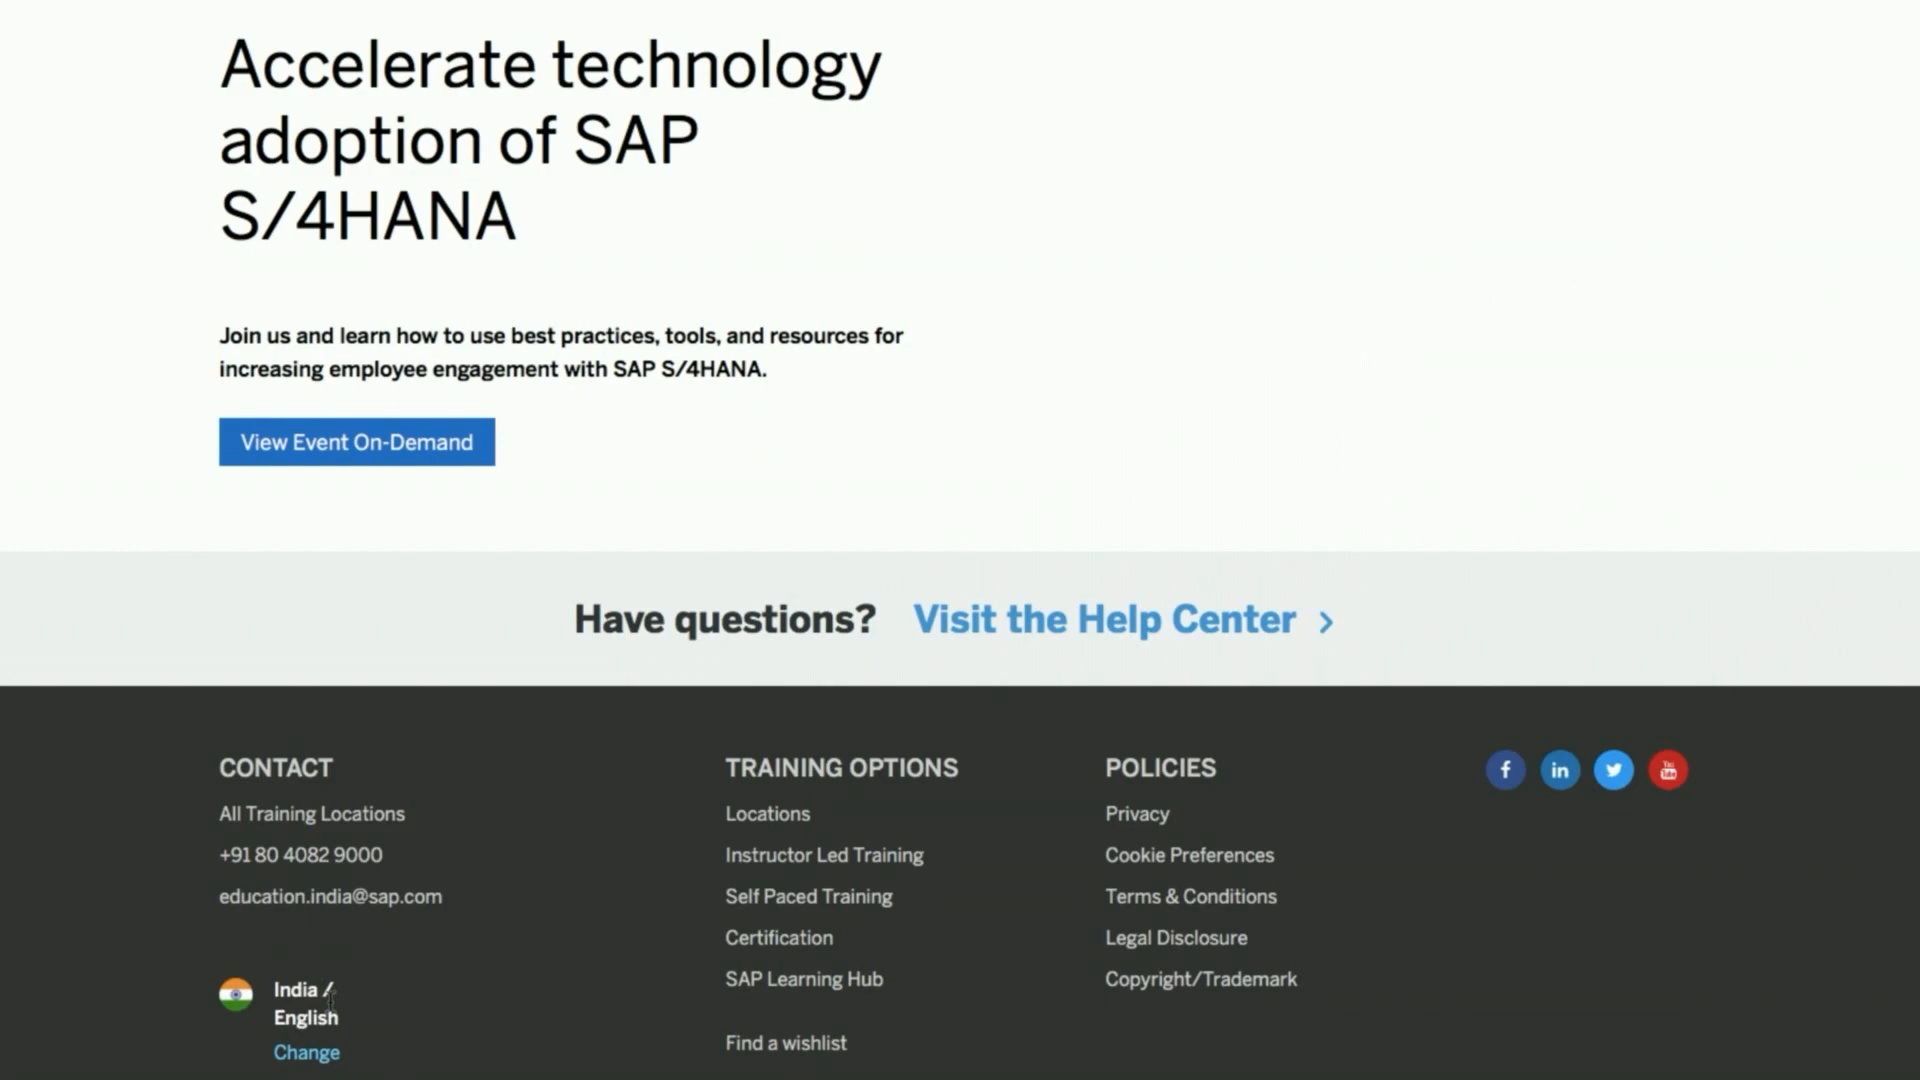 Accelerate technology
adoption of SAP
S/4HANA
Join us and learn how to use best practices, tools, and resources for
increasing employee engagement with SAP S/4HANA.
View Event On-Demand
Have questions? Visit the Help Center >
CONTACT
All Training Locations
+91 80 4082 9000
education.india@sap.com
India /
English
Change
TRAINING OPTIONS
Locations
Instructor Led Training
Self Paced Training
Certification
SAP Learning Hub
Find a wishlist
POLICIES
Privacy
Cookie Preferences
Terms & Conditions
Legal Disclosure
Copyright/Trademark
f in You Tube